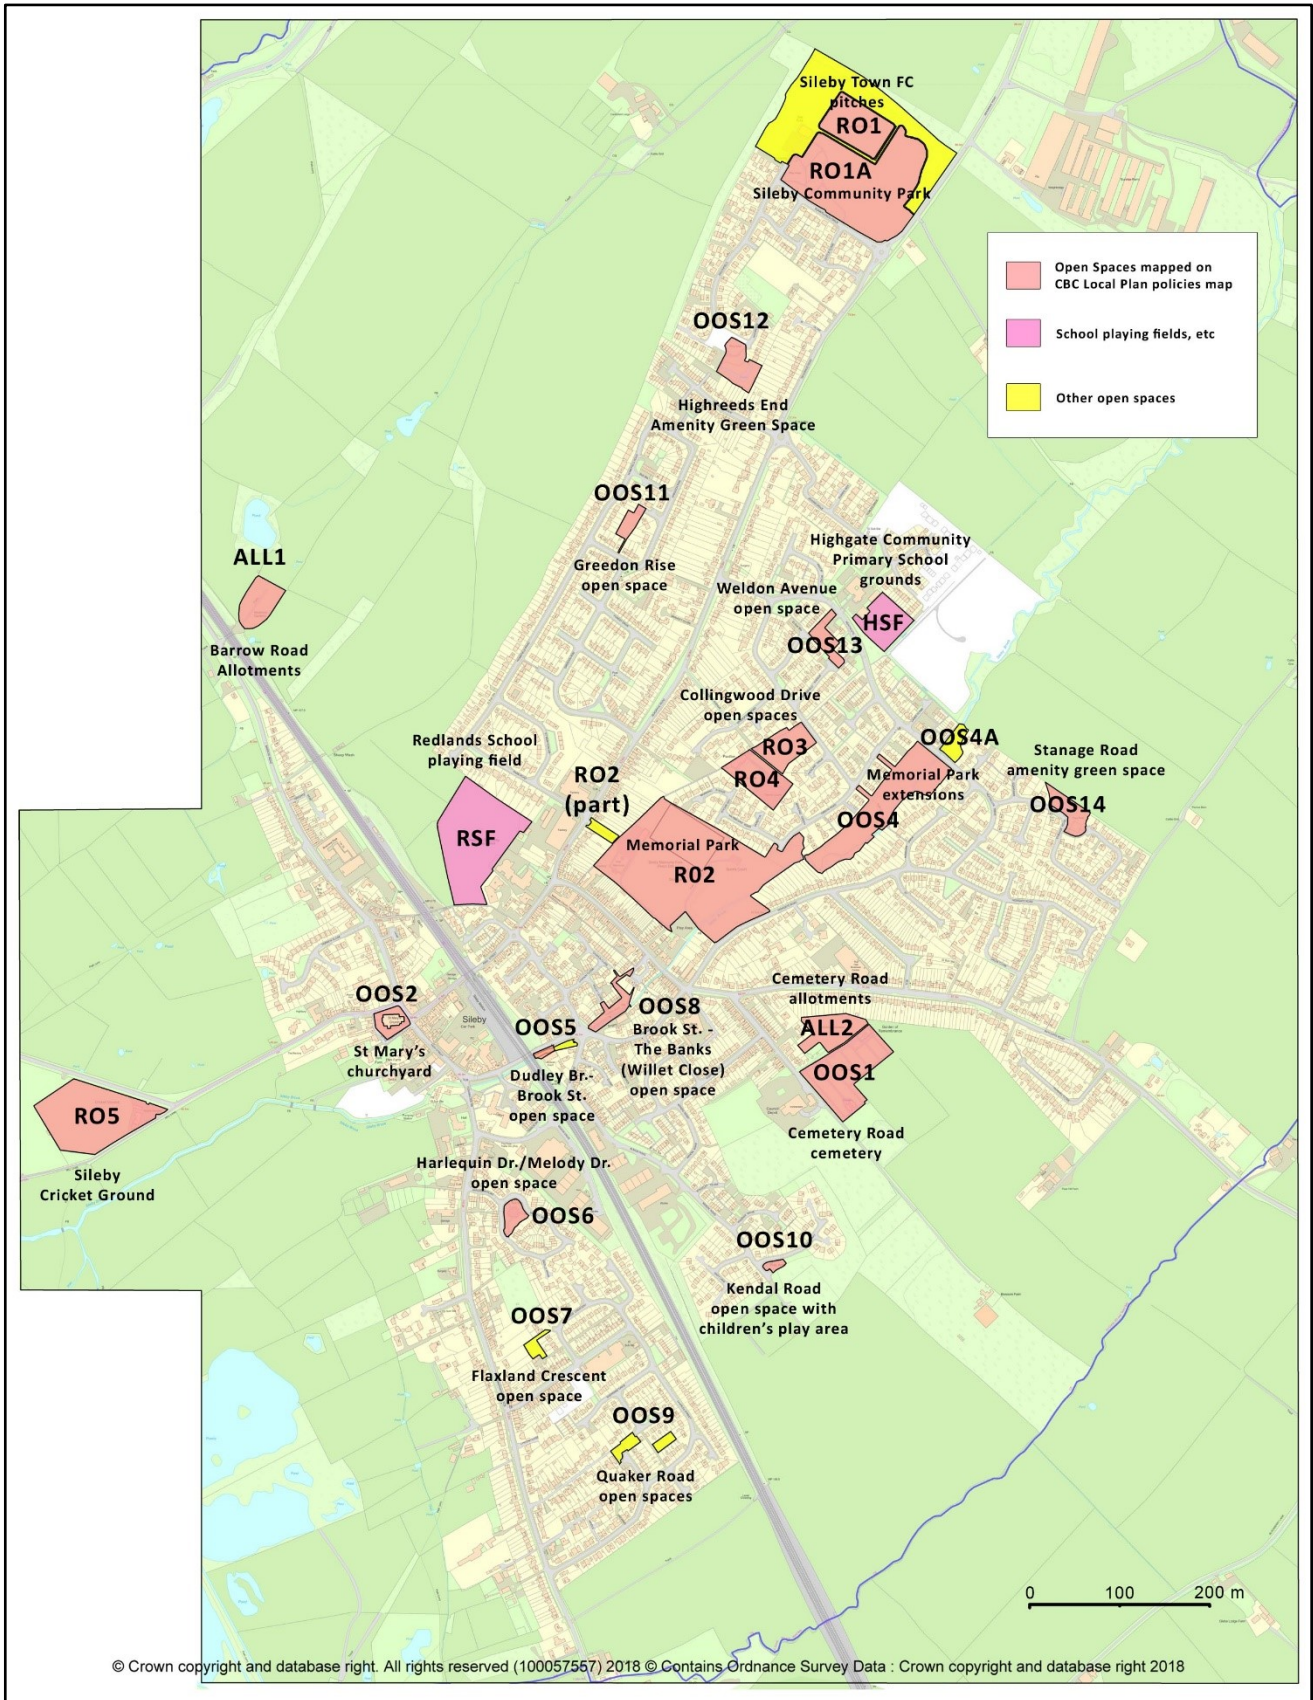 Sileby Town FC
pitches
RO1
RO1A
Sileby Community Park
Open Spaces mapped on
CBC Local Plan policies map
School playing fields, etc
Other open spaces
OOS12
Highreeds End
Amenity Green Space
OOS11
Greedon Rise
open space
Highgate Community
Primary School
grounds
Weldon Avenue
open space
HSF
OOS13
ALL1
Barrow Road
Allotments
Collingwood Drive
open spaces
RO3
RO4
OOS4A
Stanage Road
amenity green space
OOS14
Memorial Park
extensions
OOS4
Redlands School
playing field
RSF
RO2
(part)
Memorial Park
R02
OOS2
St Mary's
churchyard
Sileby
OOS5
Dudley Br.-
Brook St.
open space
OOS8
Brook St. -
The Banks
(Willet Close)
open space
Cemetery Road
allotments
ALL2
OOS1
Cemetery Road
cemetery
RO5
Sileby
Cricket Ground
Harlequin Dr./Melody Dr.
open space
OOS6
OOS10
Kendal Road
open space with
children's play area
OOS7
Flaxland Crescent
open space
OOS9
Quaker Road
open spaces
0 100 200 m
© Crown copyright and database right. All rights reserved (100057557) 2018 © Contains Ordnance Survey Data : Crown copyright and database right 2018